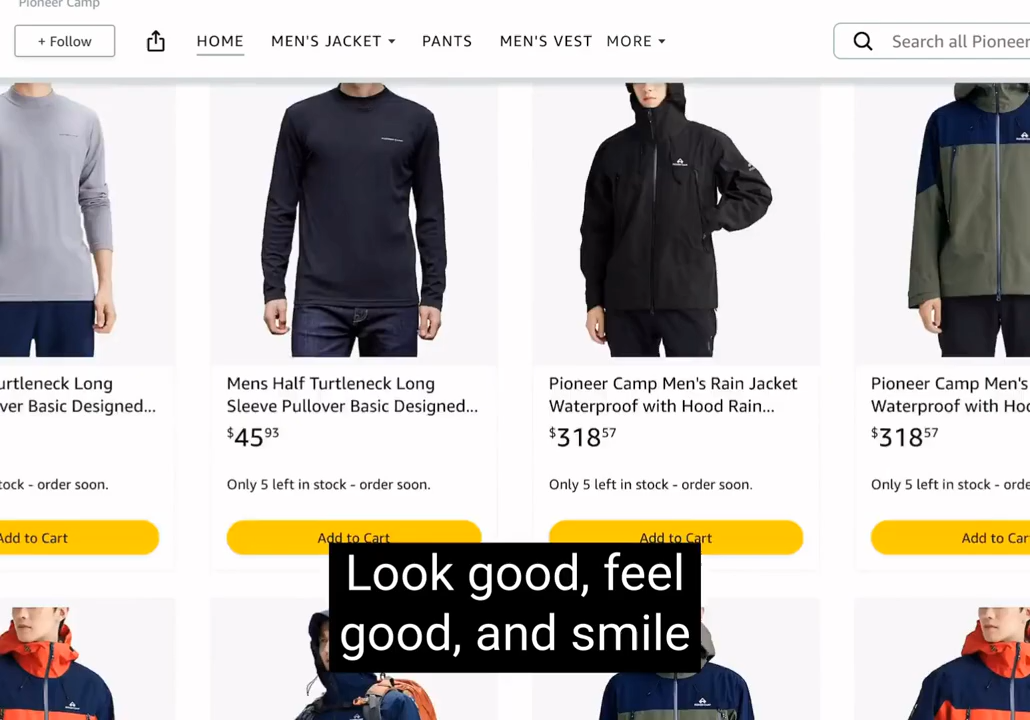 Pioneer Camp
+ Follow
HOME
MEN'S JACKET
PANTS
MEN'S VEST
MORE
Search all Pioneer
urtleneck Long
ver Basic Designed...
tock - order soon.
Add to Cart
Mens Half Turtleneck Long
Sleeve Pullover Basic Designed...
$45 93
Only 5 left in stock - order soon.
Add to Cart
Pioneer Camp Men's Rain Jacket
Waterproof with Hood Rain...
$318 57
Only 5 left in stock - order soon.
Add to Cart
Pioneer Camp Men's
Waterproof with Hoo
$318 57
Only 5 left in stock - orde
Add to Car
Look good, feel
good, and smile